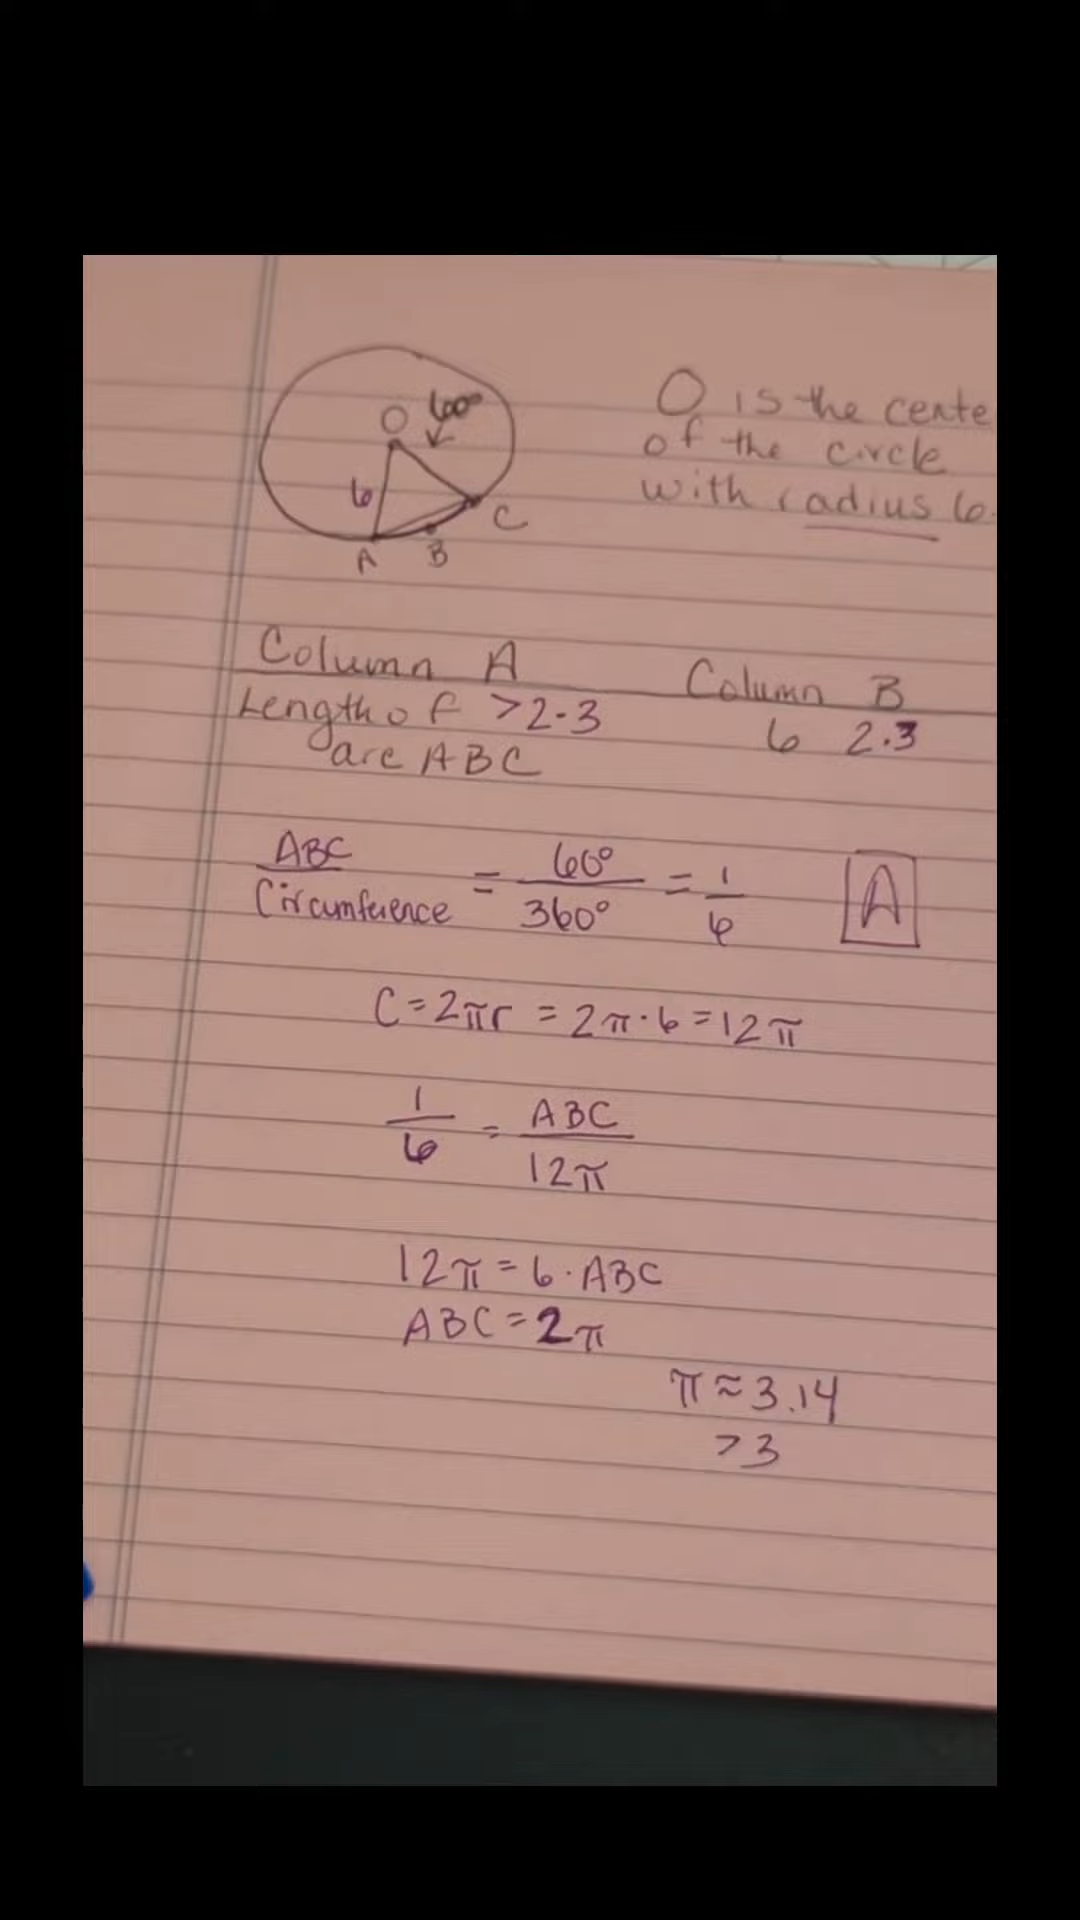 O 60°
6
A B C
O is the cente
of the circle
with radius 6.
Column A
Column B
Length of >2·3
6 2·3
arc ABC
ABC/Circumference = 60°/360° = 1/6
A
C = 2πr = 2π·6 = 12π
1/6 = ABC/12π
12π = 6·ABC
ABC = 2π
π ≈ 3.14
>3